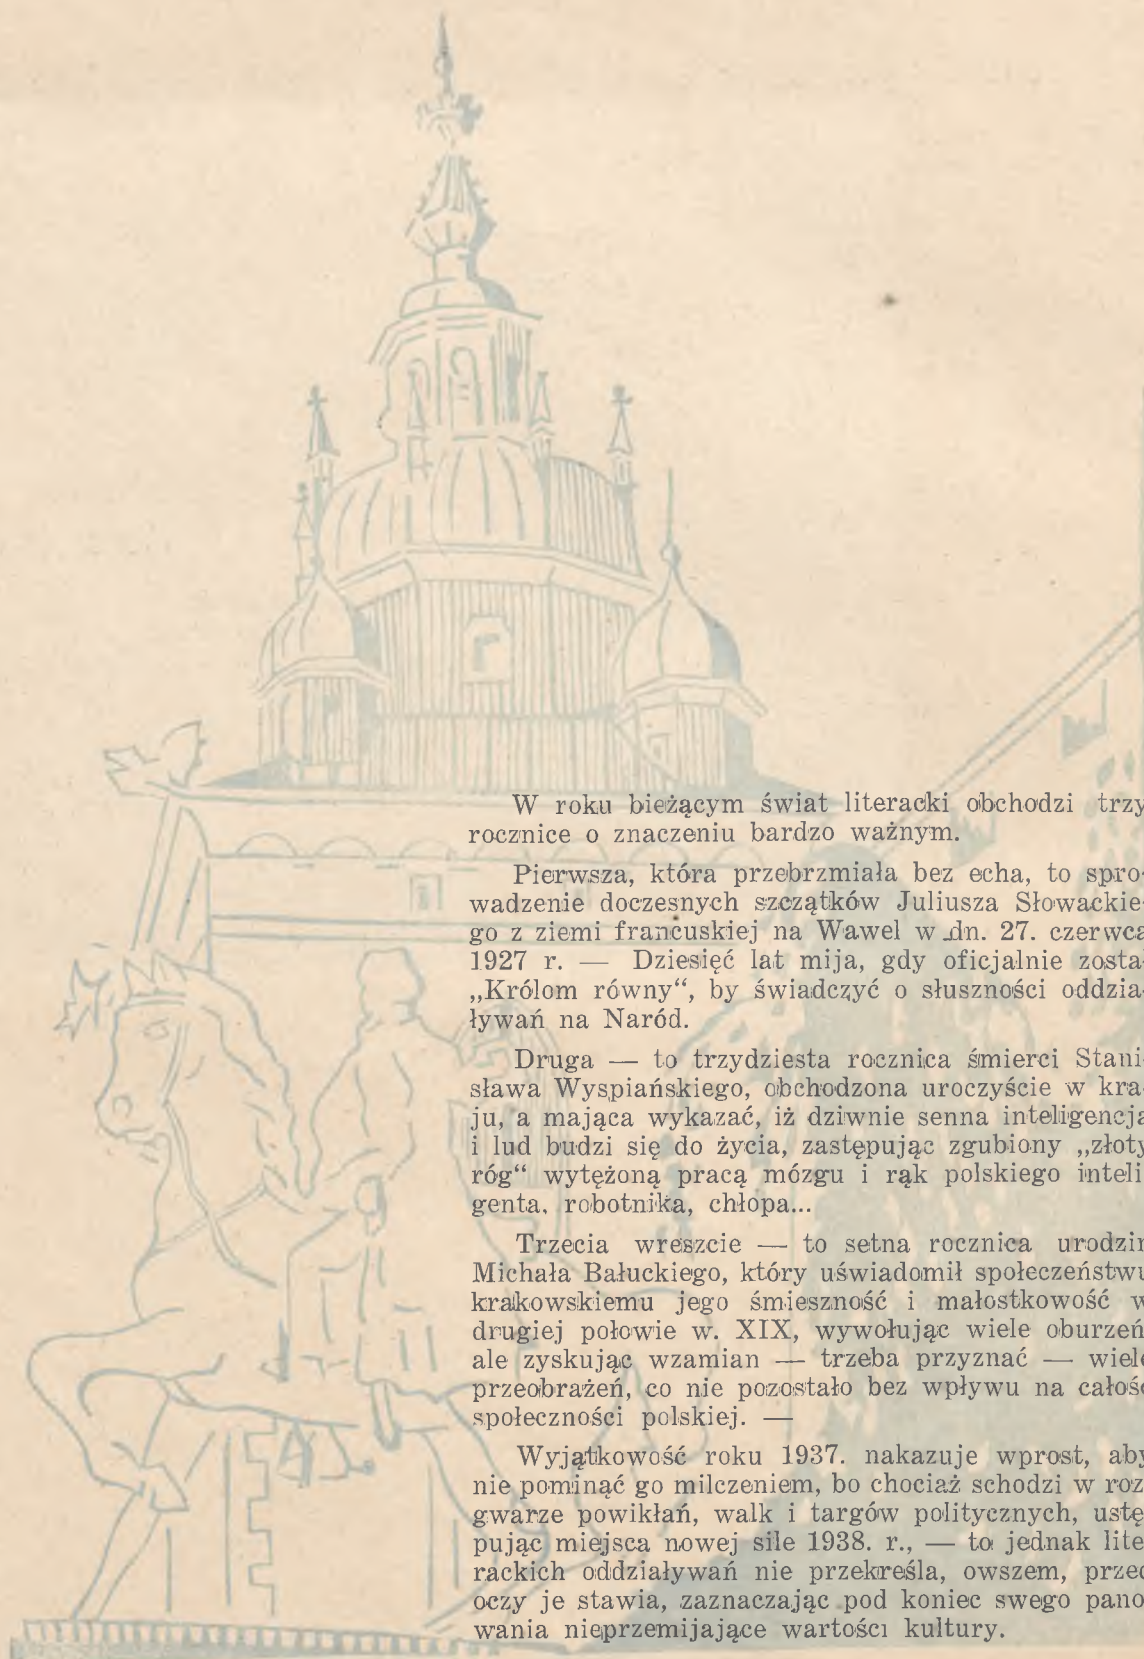 W roku bieżącym świat literacki obchodzi trzy
rocznice o znaczeniu bardzo ważnym.
Pierwsza, która przebrzmiała bez echa, to spro-
wadzenie doczesnych szczątków Juliusza Słowackie-
go z ziemi francuskiej na Wawel w dn. 27. czerwca
1927 r. — Dziesięć lat mija, gdy oficjalnie został
„Królom równy“, by świadczyć o słuszności oddzia-
ływań na Naród.
Druga — to trzydziesta rocznica śmierci Stani-
sława Wyspiańskiego, obchodzona uroczyście w kra-
ju, a mająca wykazać, iż dziwnie senna inteligencja
i lud budzi się do życia, zastępując zgubiony „złoty
róg“ wytężoną pracą mózgu i rąk polskiego inteli-
genta, robotnika, chłopa...
Trzecia wreszcie — to setna rocznica urodzin
Michała Bałuckiego, który uświadomił społeczeństwu
krakowskiemu jego śmieszność i małostkowość w
drugiej połowie w. XIX, wywołując wiele oburzeń
ale zyskując wzamian — trzeba przyznać — wiele
przeobrażeń, co nie pozostało bez wpływu na całość
społeczności polskiej. —
Wyjątkowość roku 1937. nakazuje wprost, aby
nie pominąć go milczeniem, bo chociaż schodzi w roz-
gwarze powikłań, walk i targów politycznych, ustę-
pując miejsca nowej sile 1938. r., — to jednak lite-
rackich oddziaływań nie przekreśla, owszem, przed
oczy je stawia, zaznaczając pod koniec swego pano-
wania nieprzemijające wartości kultury.